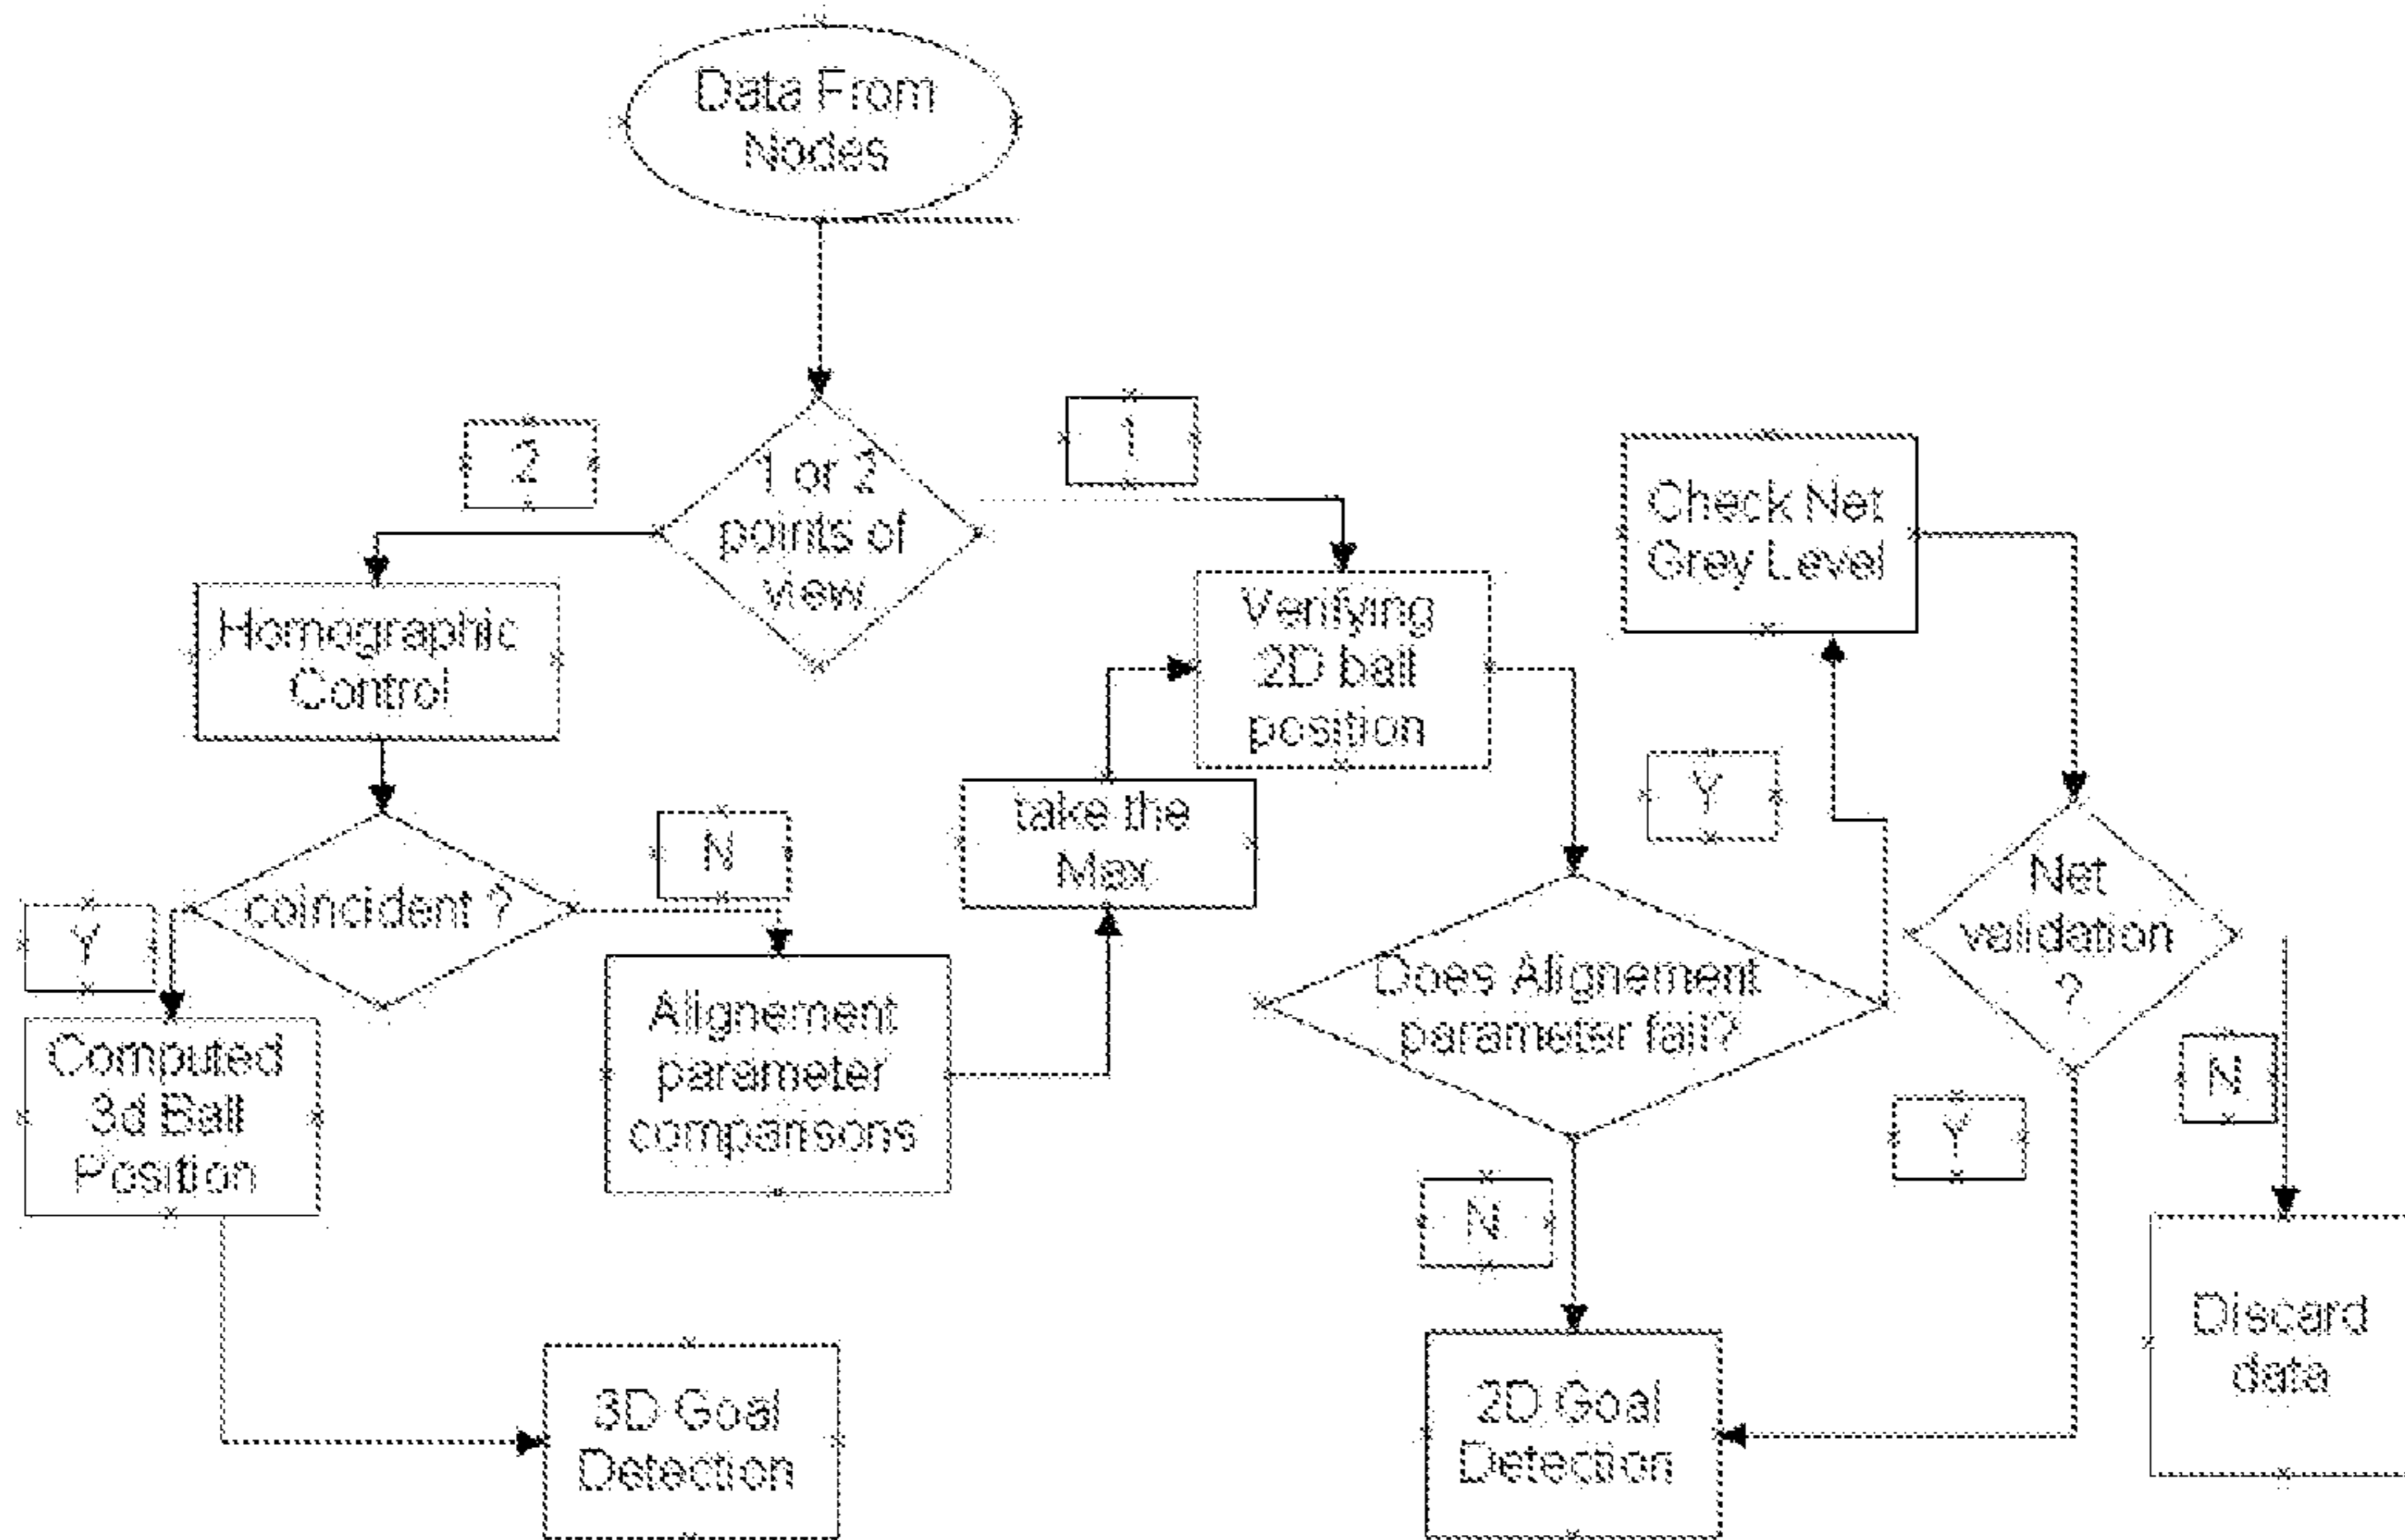 Data From
Nodes
2
1
1 or 2
points of
view
Check Net
Grey Level
Homographic
Control
Verifying
2D ball
position
Y
take the
Max
N
coincident ?
Y
Net
validation
?
Does Alignement
parameter fail?
Alignement
parameter
comparisons
Computed
3d Ball
Position
N
Y
N
Discard
data
3D Goal
Detection
2D Goal
Detection